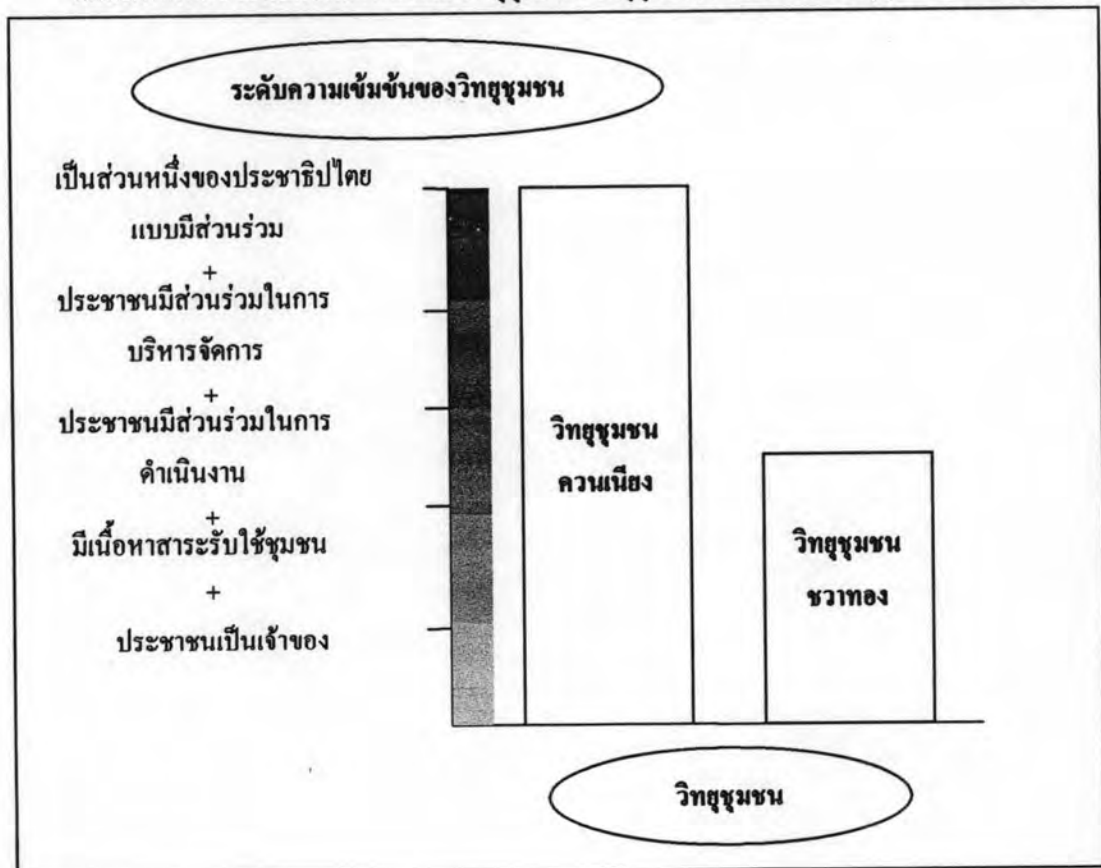 ระดับความเข้มข้นของวิทยุชุมชน
เป็นส่วนหนึ่งของประชาธิปไตย
แบบมีส่วนร่วม
+
ประชาชนมีส่วนร่วมในการ
บริหารจัดการ
+
ประชาชนมีส่วนร่วมในการ
ดำเนินงาน
+
มีเนื้อหาสาระรับใช้ชุมชน
+
ประชาชนเป็นเจ้าของ
วิทยุชุมชน
ควนเนียง
วิทยุชุมชน
ชวาทอง
วิทยุชุมชน